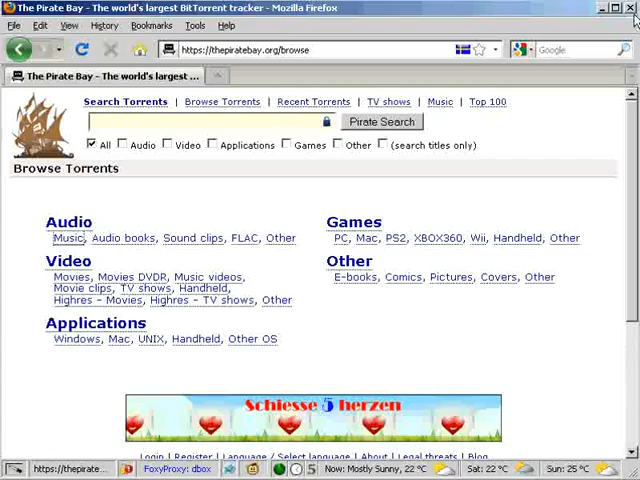 The Pirate Bay - The world's largest BitTorrent tracker - Mozilla Firefox
File Edit View History Bookmarks Tools Help
https://thepiratebay.org/browse
Google
The Pirate Bay - The world's largest ...
Search Torrents | Browse Torrents | Recent Torrents | TV shows | Music | Top 100
Pirate Search
All Audio Video Applications Games Other (search titles only)
Browse Torrents
Audio
Music, Audio books, Sound clips, FLAC, Other
Video
Movies, Movies DVDR, Music videos,
Movie clips, TV shows, Handheld,
Highres - Movies, Highres - TV shows, Other
Applications
Windows, Mac, UNIX, Handheld, Other OS
Games
PC, Mac, PS2, XBOX360, Wii, Handheld, Other
Other
E-books, Comics, Pictures, Covers, Other
Schiesse 5 herzen
Login | Register | Language / Select language | About | Legal threats | Blog
https://thepirate... FoxyProxy: dbox 5 Now: Mostly Sunny, 22 °C Sat: 22 °C Sun: 25 °C